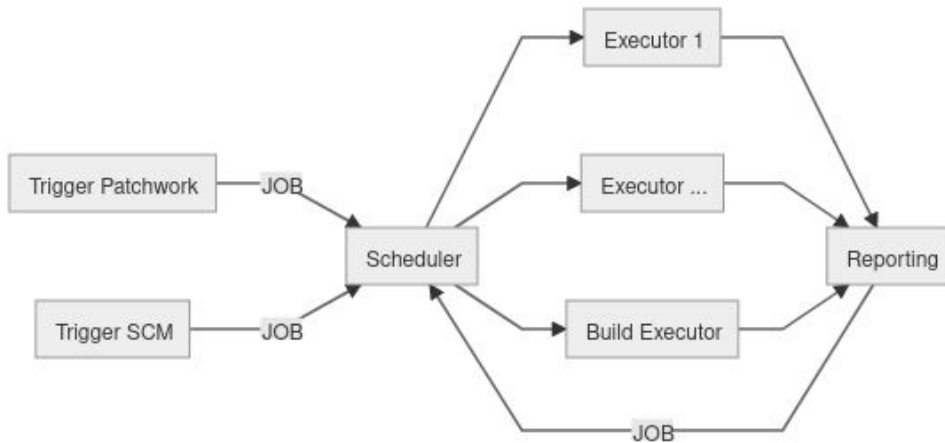 Executor 1
Trigger Patchwork
JOB
Executor ...
Scheduler
Reporting
Trigger SCM
JOB
Build Executor
JOB